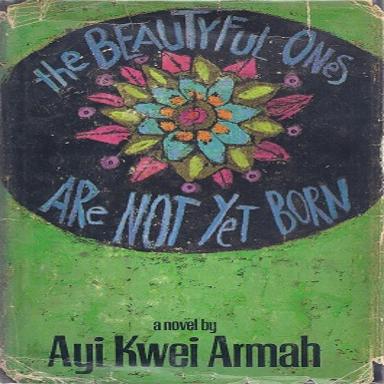 the BEAUTYFUL ONES
ARe NOT YeT BORN
a novel by
Ayi Kwei Armah